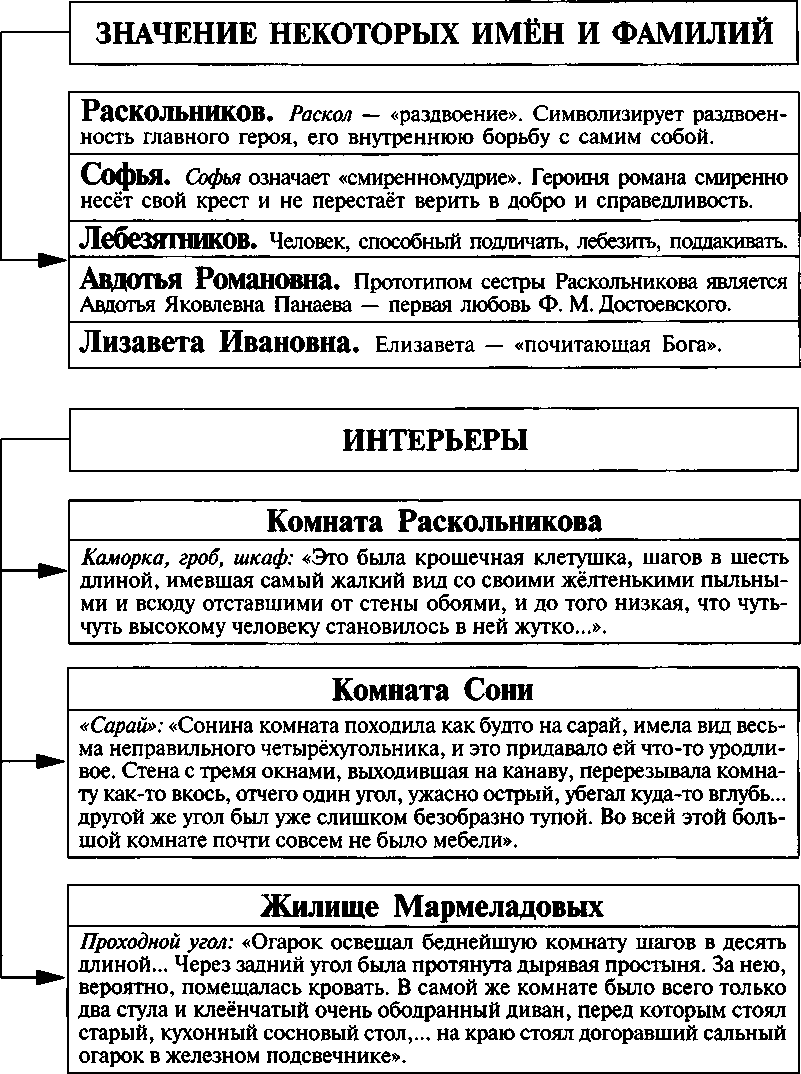 ЗНАЧЕНИЕ НЕКОТОРЫХ ИМЁН И ФАМИЛИЙ
Раскольников. Раскол — «раздвоение». Символизирует раздвоен-
ность главного героя, его внутреннюю борьбу с самим собой.
Софья. Софья означает «смиренномудрие». Героиня романа смиренно
несёт свой крест и не перестаёт верить в добро и справедливость.
Лебезятников. Человек, способный подличать, лебезить, поддакивать.
Авдотья Романовна. Прототипом сестры Раскольникова является
Авдотья Яковлевна Панаева — первая любовь Ф. М. Достоевского.
Лизавета Ивановна. Елизавета — «почитающая Бога».
ИНТЕРЬЕРЫ
Комната Раскольникова
Каморка, гроб, шкаф: «Это была крошечная клетушка, шагов в шесть
длиной, имевшая самый жалкий вид со своими жёлтенькими пыльны-
ми и всюду отставшими от стены обоями, и до того низкая, что чуть-
чуть высокому человеку становилось в ней жутко...».
Комната Сони
«Сарай»: «Сонина комната походила как будто на сарай, имела вид весь-
ма неправильного четырёхугольника, и это придавало ей что-то уродли-
вое. Стена с тремя окнами, выходившая на канаву, перерезывала комна-
ту как-то вкось, отчего один угол, ужасно острый, убегал куда-то вглубь...
другой же угол был уже слишком безобразно тупой. Во всей этой боль-
шой комнате почти совсем не было мебели».
Жилище Мармеладовых
Проходной угол: «Огарок освещал беднейшую комнату шагов в десять
длиной... Через задний угол была протянута дырявая простыня. За нею,
вероятно, помещалась кровать. В самой же комнате было всего только
два стула и клеёнчатый очень ободранный диван, перед которым стоял
старый, кухонный сосновый стол,... на краю стоял догоравший сальный
огарок в железном подсвечнике».